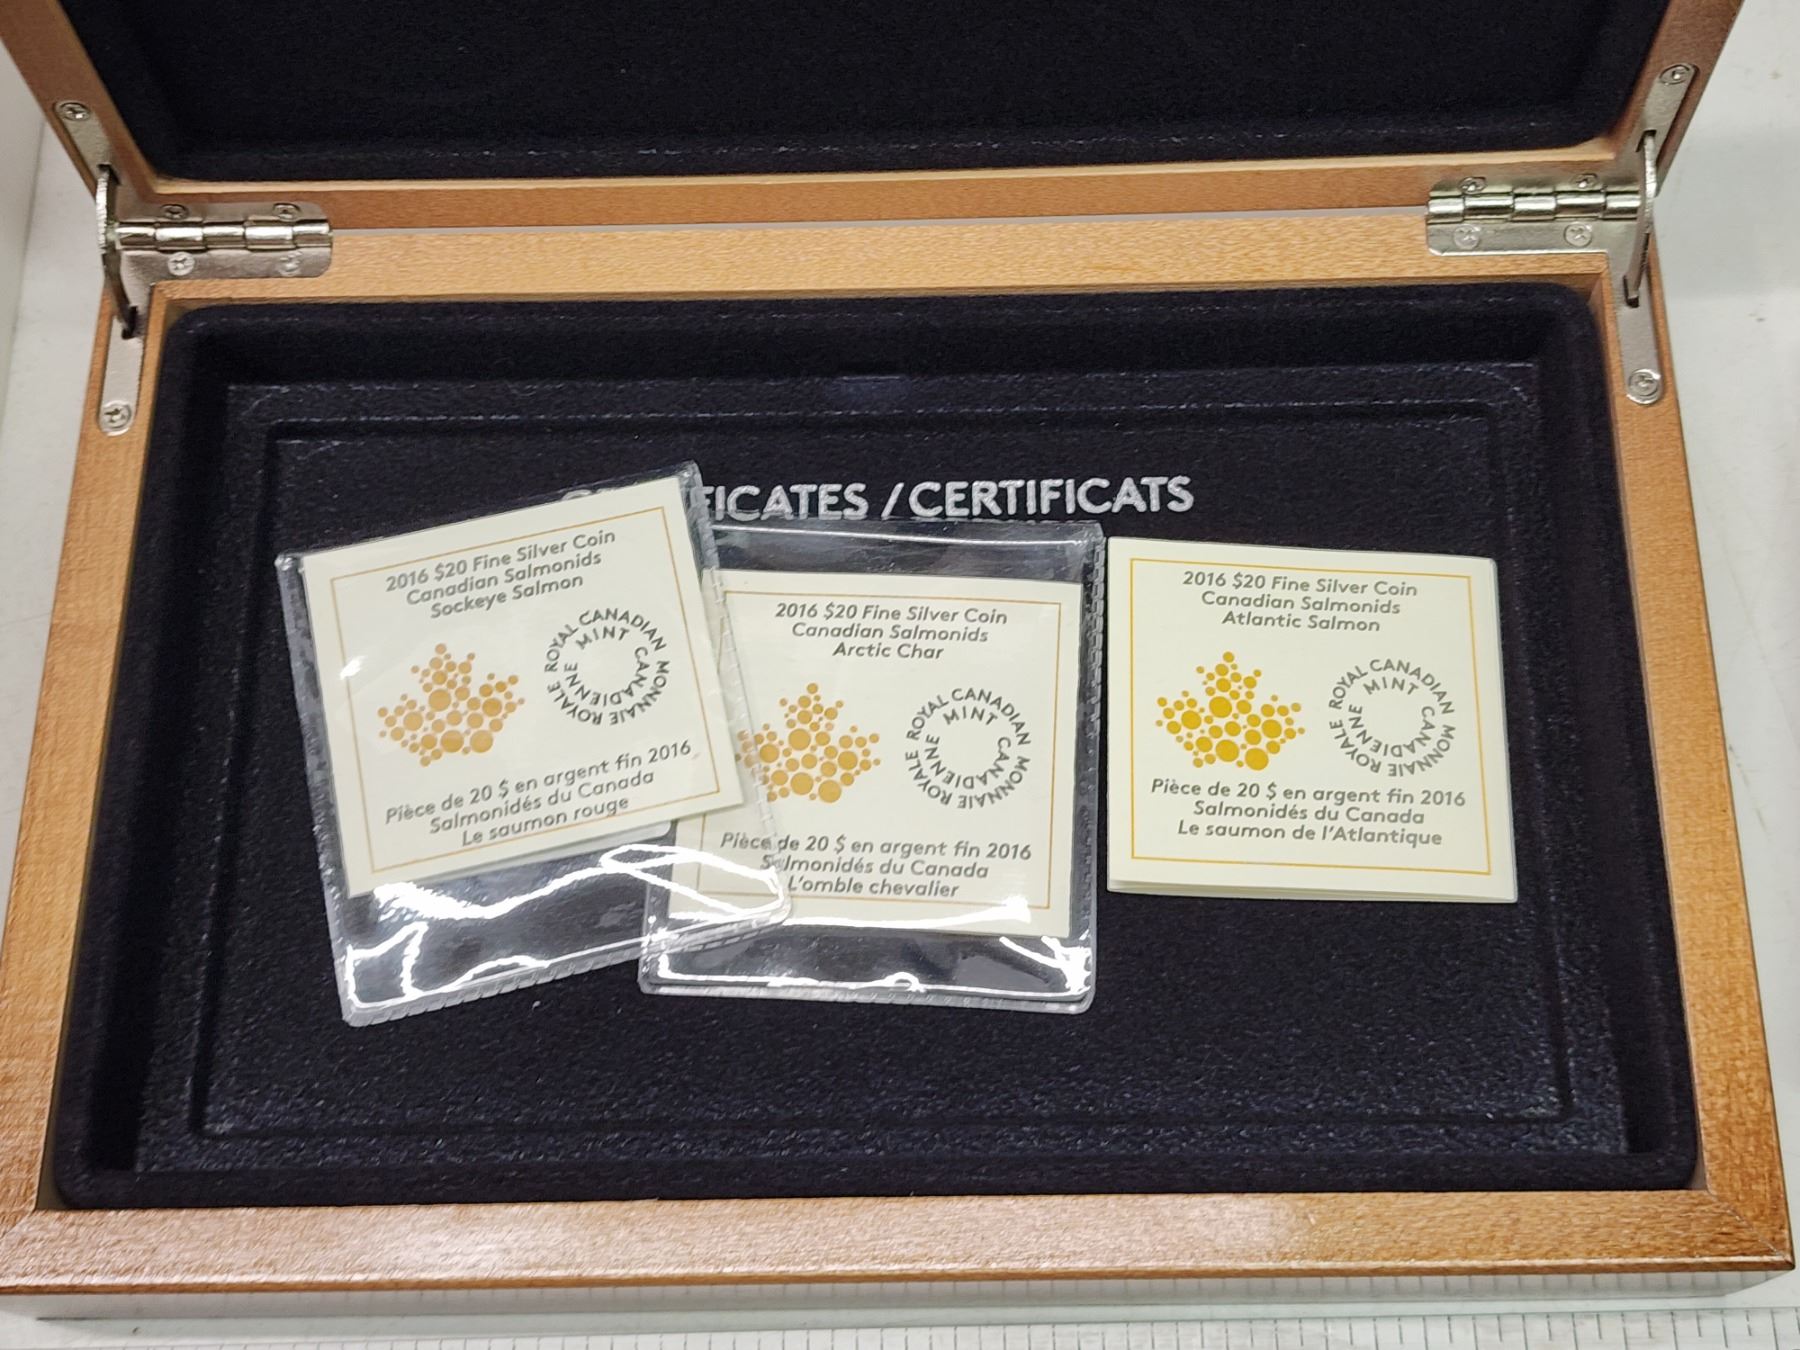 FICATES / CERTIFICATS
2016 $20 Fine Silver Coin
Canadian Salmonids
Sockeye Salmon
ROYAL CANADIAN MINT
MONNAIE ROYALE CANADIENNE
Pièce de 20 $ en argent fin 2016
Salmonidés du Canada
Le saumon rouge
2016 $20 Fine Silver Coin
Canadian Salmonids
Arctic Char
ROYAL CANADIAN MINT
MONNAIE ROYALE CANADIENNE
Pièce de 20 $ en argent fin 2016
Salmonidés du Canada
L'omble chevalier
2016 $20 Fine Silver Coin
Canadian Salmonids
Atlantic Salmon
ROYAL CANADIAN MINT
MONNAIE ROYALE CANADIENNE
Pièce de 20 $ en argent fin 2016
Salmonidés du Canada
Le saumon de l'Atlantique